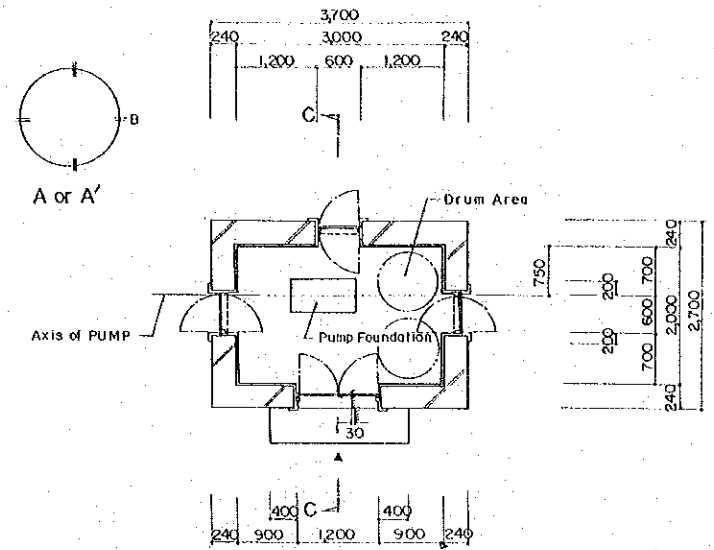 3,700
240 3,000 240
1,200 600 1,200
C
B
A or A'
Drum Area
Axis of PUMP
Pump Foundation
30
750
200
200
700
600
700
240
2,000
240
2,700
C
400 400
240 900 1,200 900 240